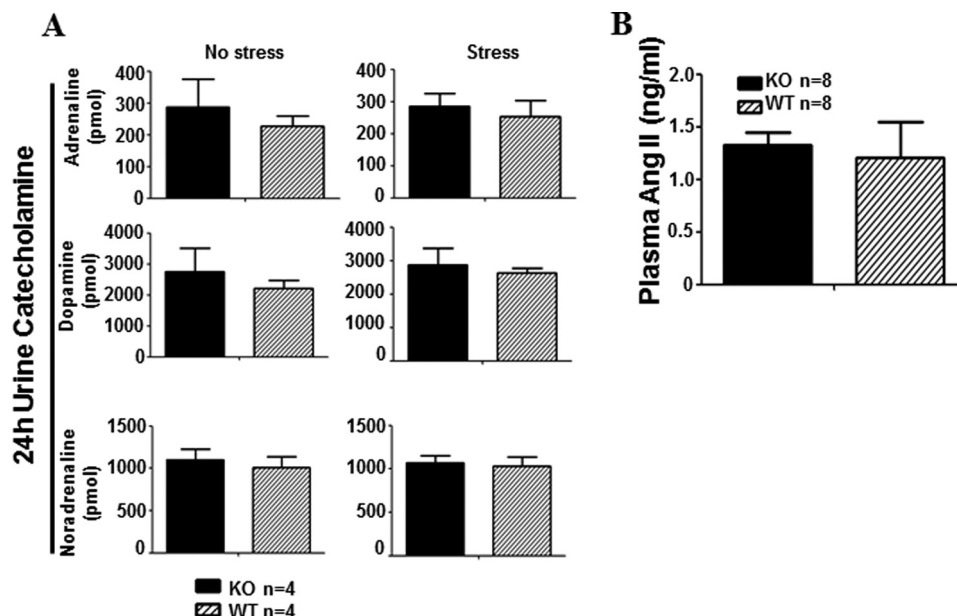 A
No stress
Stress
24h Urine Catecholamine
Adrenaline
(pmol)
400
300
200
100
0
400
300
200
100
0
Dopamine
(pmol)
4000
3000
2000
1000
0
4000
3000
2000
1000
0
Noradrenaline
(pmol)
1500
1000
500
0
1500
1000
500
0
KO n=4
WT n=4
B
Plasma Ang II (ng/ml)
2.0
1.5
1.0
0.5
0
KO n=8
WT n=8